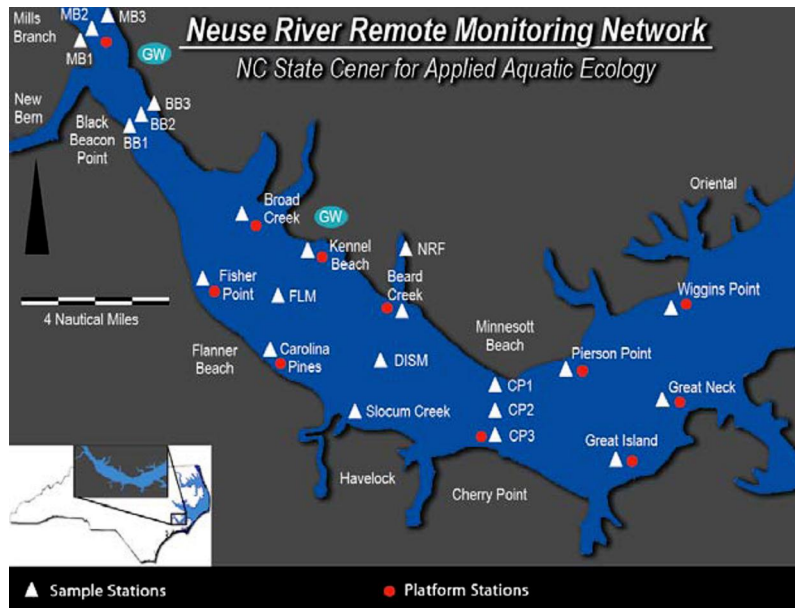 Neuse River Remote Monitoring Network
NC State Cener for Applied Aquatic Ecology
Mills
Branch
MB2
MB3
MB1
GW
New
Bern
Black
Beacon
Point
BB3
BB2
BB1
Broad
Creek
GW
Kennel
Beach
NRF
Oriental
Fisher
Point
FLM
Beard
Creek
Wiggins Point
4 Nautical Miles
Flanner
Beach
Carolina
Pines
DISM
Minnesott
Beach
Pierson Point
CP1
Great Neck
Slocum Creek
CP2
CP3
Great Island
Havelock
Cherry Point
Sample Stations
Platform Stations